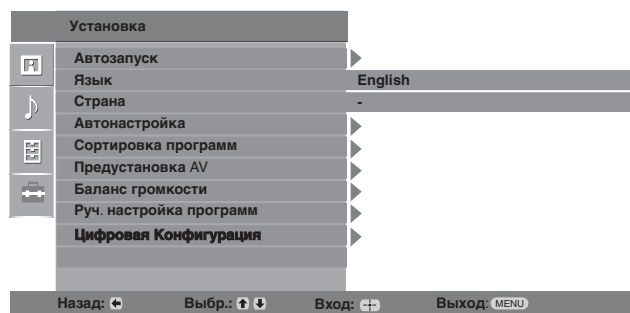 Установка
Автозапуск
Язык English
Страна -
Автонастройка
Сортировка программ
Предустановка AV
Баланс громкости
Руч. настройка программ
Цифровая Конфигурация
Назад: Выбр.: Вход: Выход: MENU